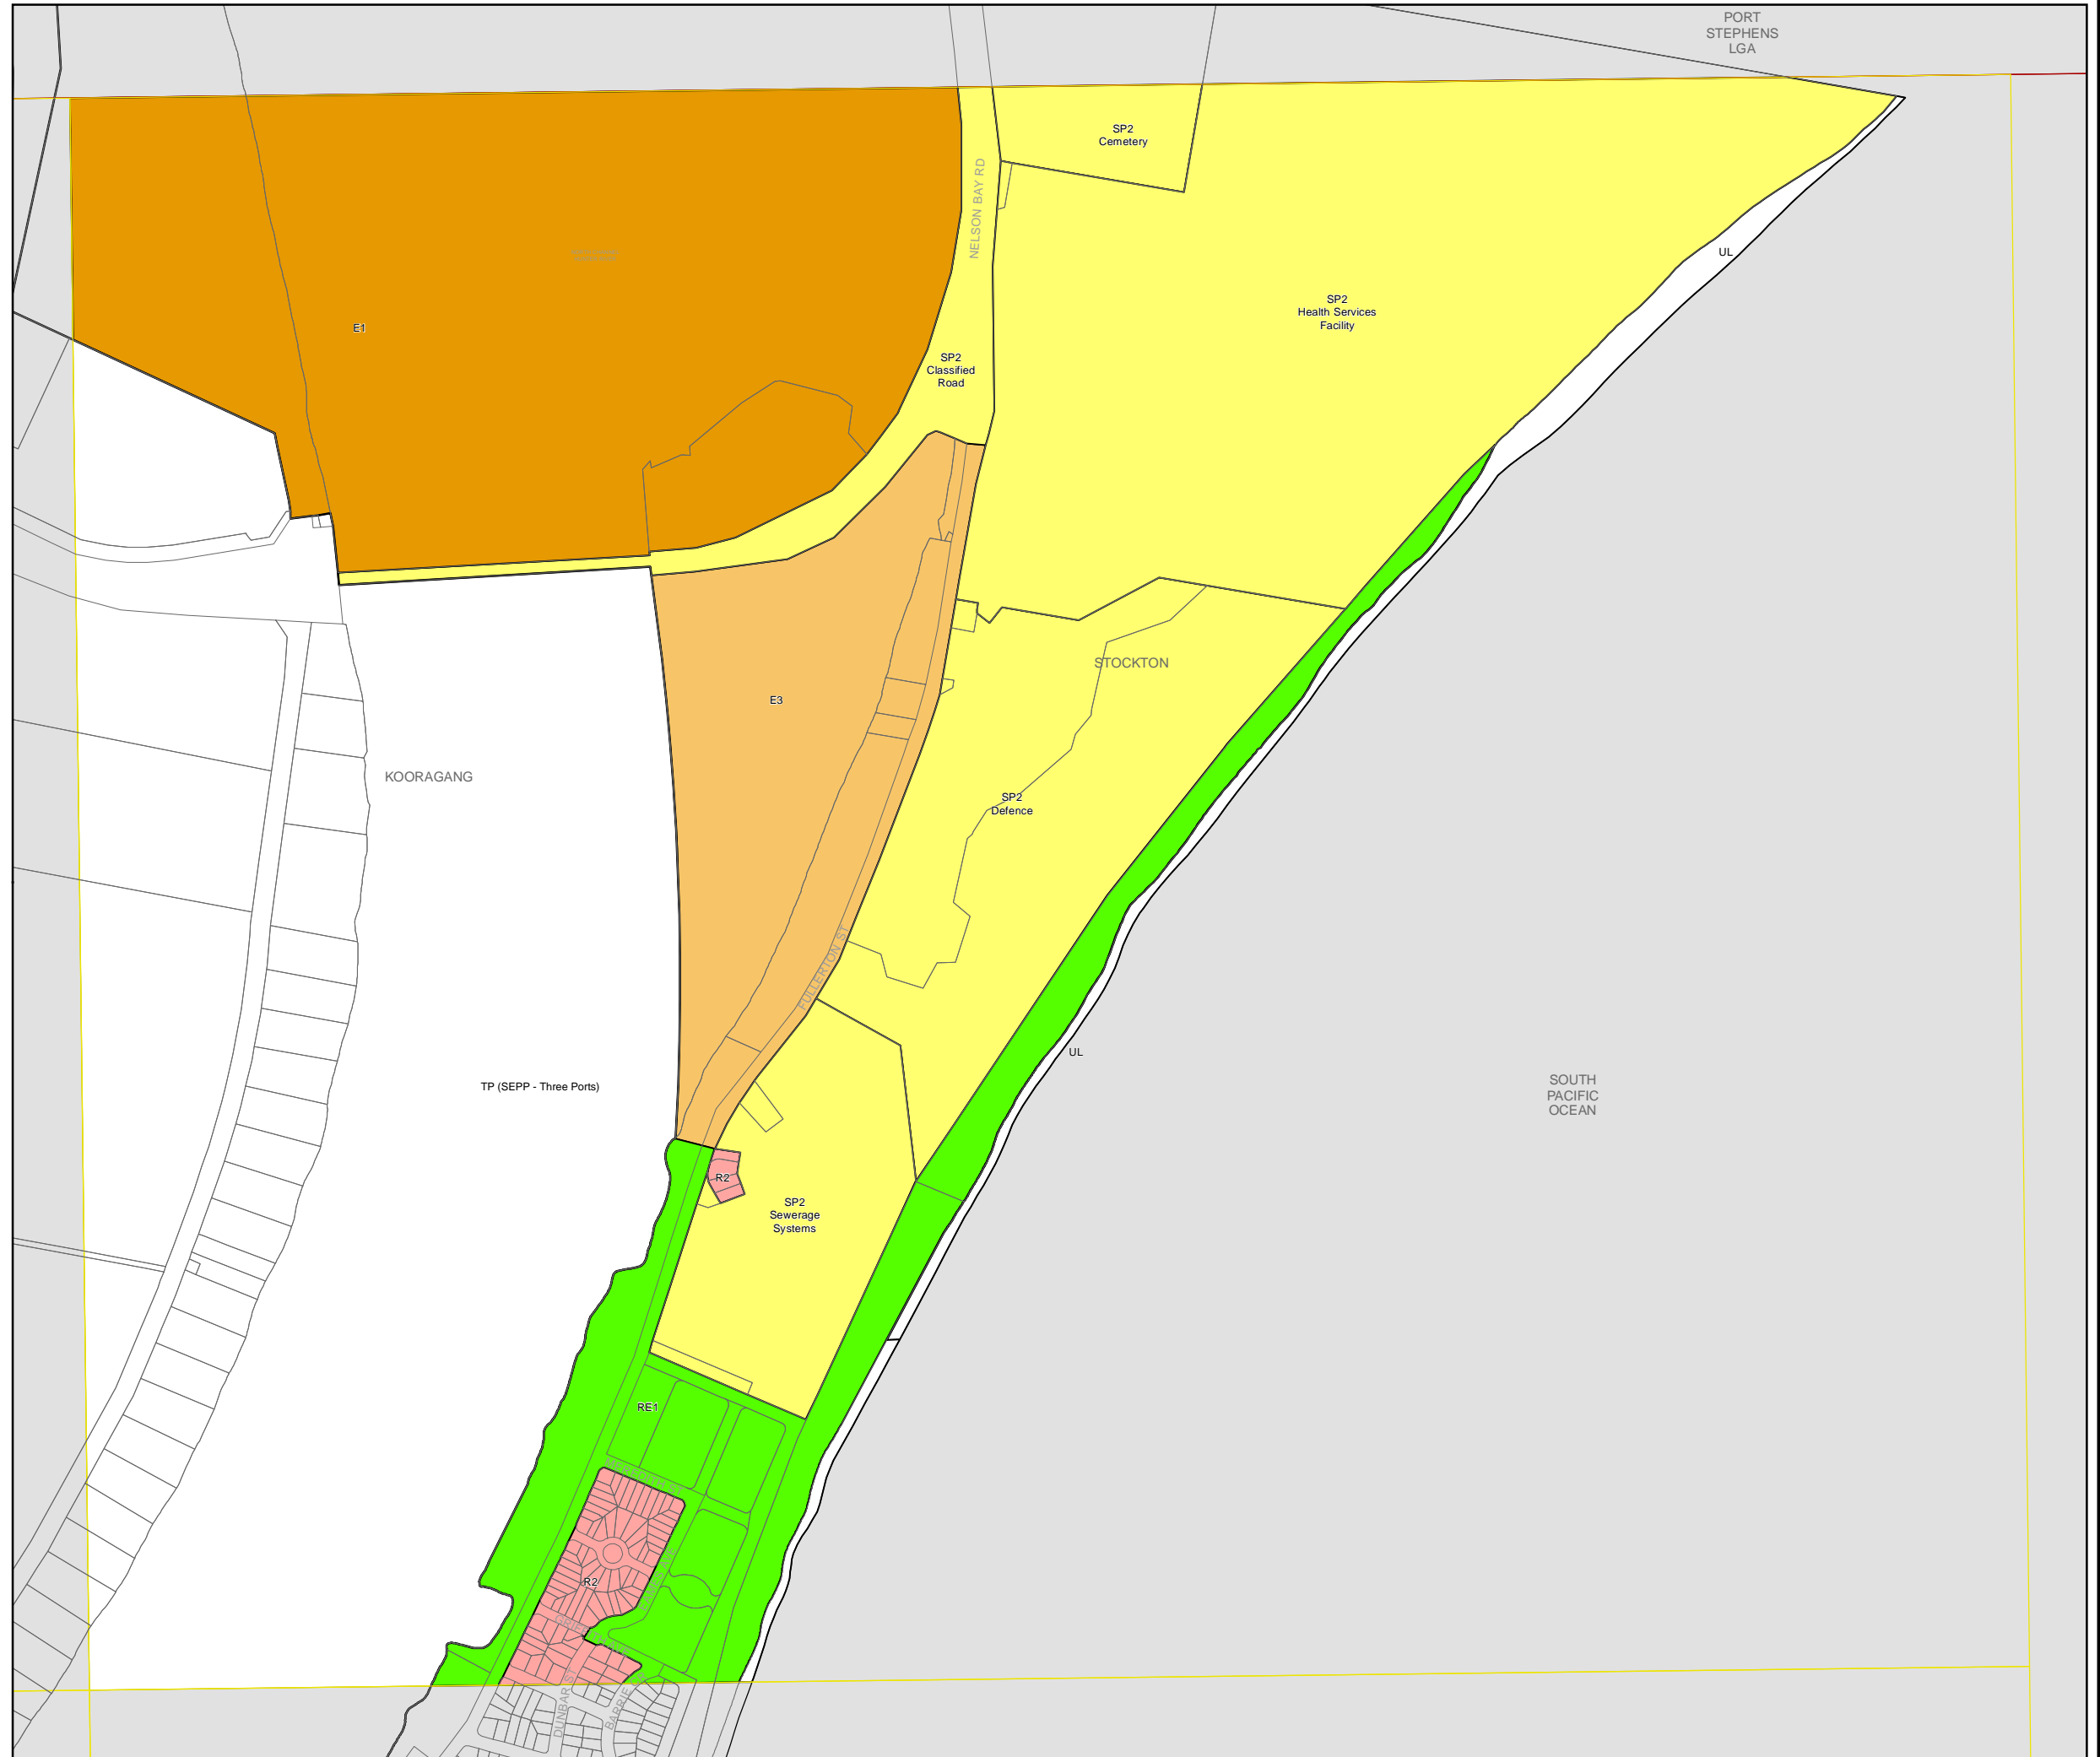 PORT
STEPHENS
LGA
SP2
Cemetery
NELSON BAY RD
UL
SP2
Health Services
Facility
E1
SP2
Classified
Road
STOCKTON
E3
KOORAGANG
SP2
Defence
FULLERTON ST
UL
SOUTH
PACIFIC
OCEAN
TP (SEPP - Three Ports)
R2
SP2
Sewerage
Systems
RE1
R2
DUNBAR ST
BARRIE